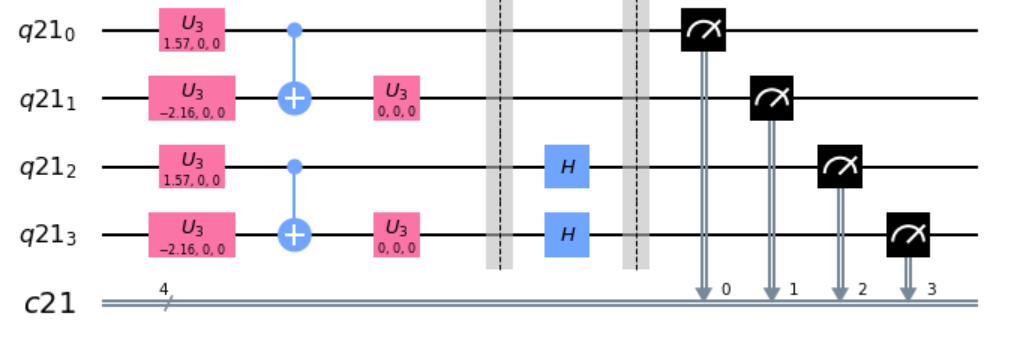 q21₀ U₃ 1.57, 0, 0
q21₁ U₃ −2.16, 0, 0 U₃ 0, 0, 0
q21₂ U₃ 1.57, 0, 0 H
q21₃ U₃ −2.16, 0, 0 U₃ 0, 0, 0 H
c21 4 0 1 2 3